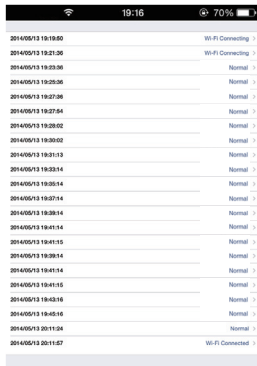 19:16 70%
2014/05/13 19:19:50 Wi-Fi Connecting
2014/05/13 19:21:36 Wi-Fi Connecting
2014/05/13 19:23:36 Normal
2014/05/13 19:25:36 Normal
2014/05/13 19:27:36 Normal
2014/05/13 19:27:54 Normal
2014/05/13 19:28:02 Normal
2014/05/13 19:30:02 Normal
2014/05/13 19:31:13 Normal
2014/05/13 19:33:14 Normal
2014/05/13 19:35:14 Normal
2014/05/13 19:37:14 Normal
2014/05/13 19:39:14 Normal
2014/05/13 19:41:14 Normal
2014/05/13 19:41:15 Normal
2014/05/13 19:39:14 Normal
2014/05/13 19:41:14 Normal
2014/05/13 19:41:15 Normal
2014/05/13 19:43:16 Normal
2014/05/13 19:45:16 Normal
2014/05/13 20:11:24 Normal
2014/05/13 20:11:57 Wi-Fi Connected